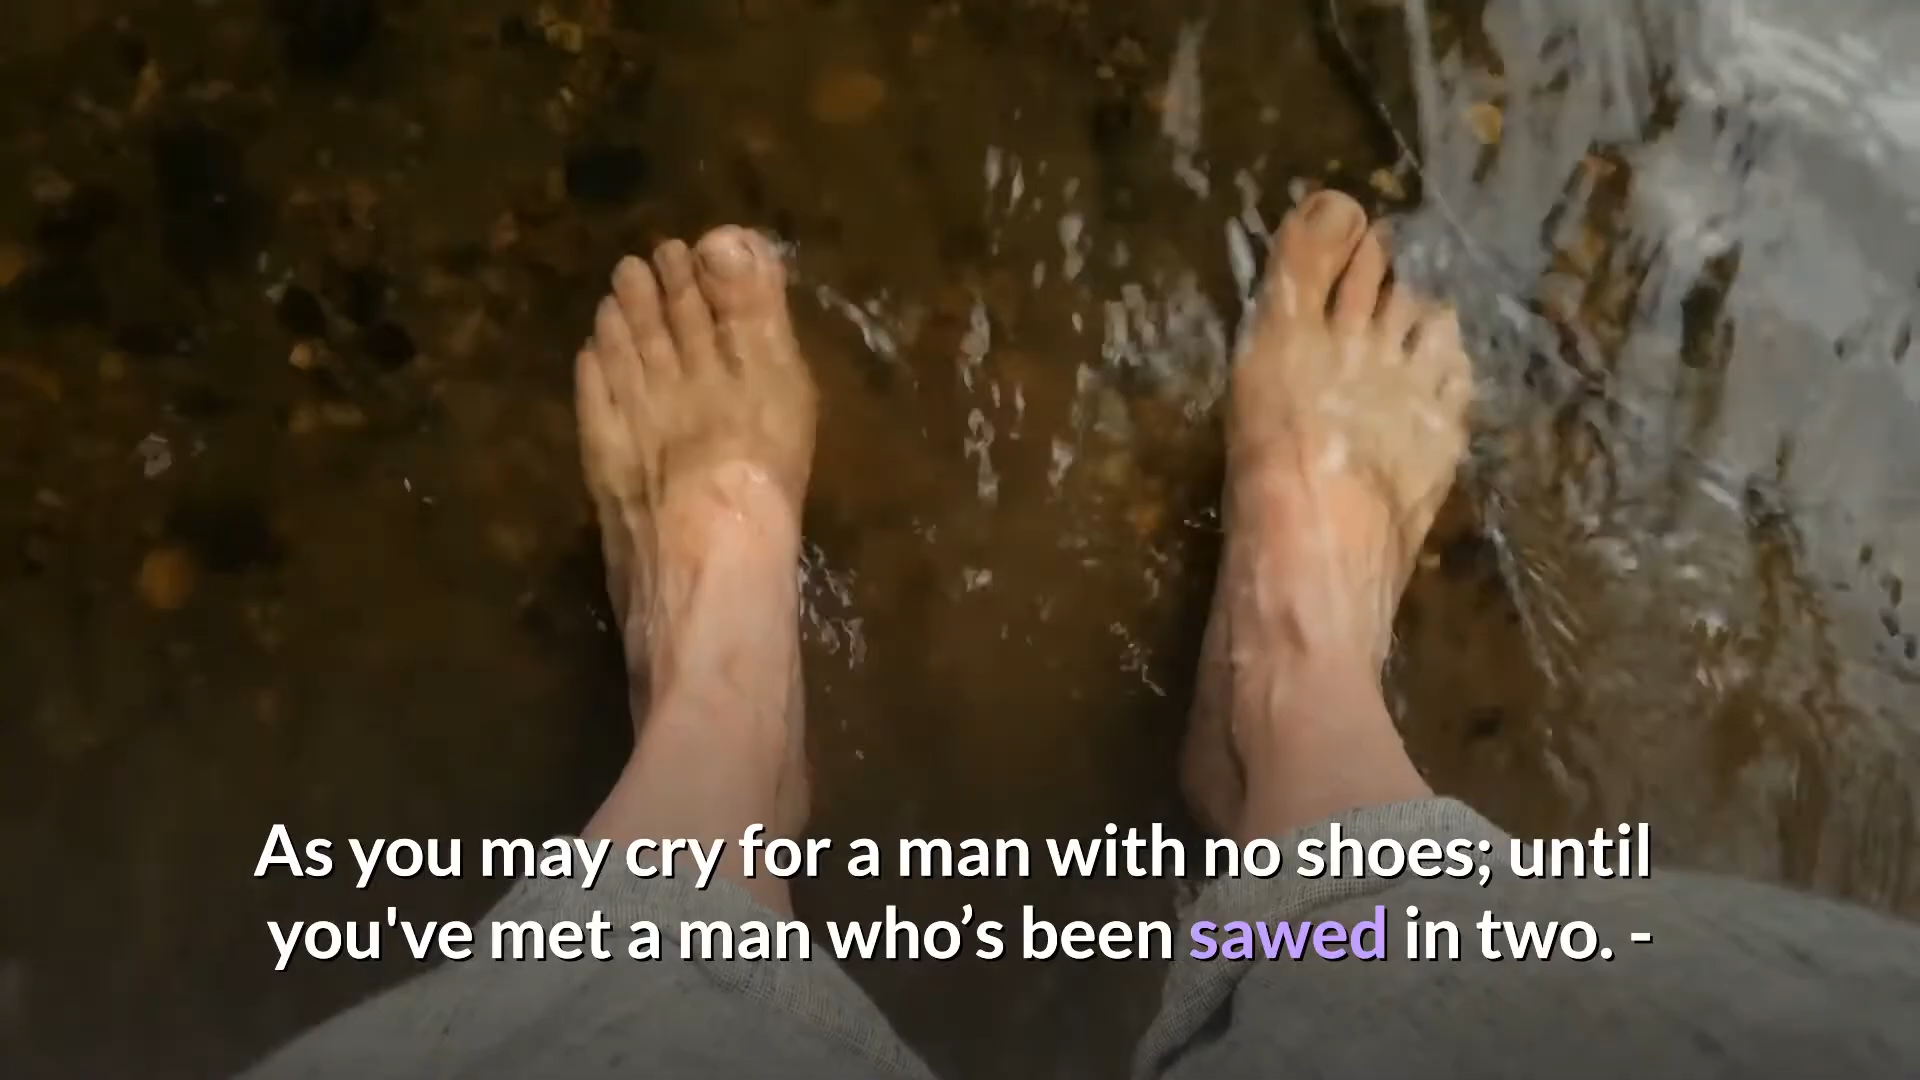 As you may cry for a man with no shoes; until
you've met a man who’s been sawed in two. -